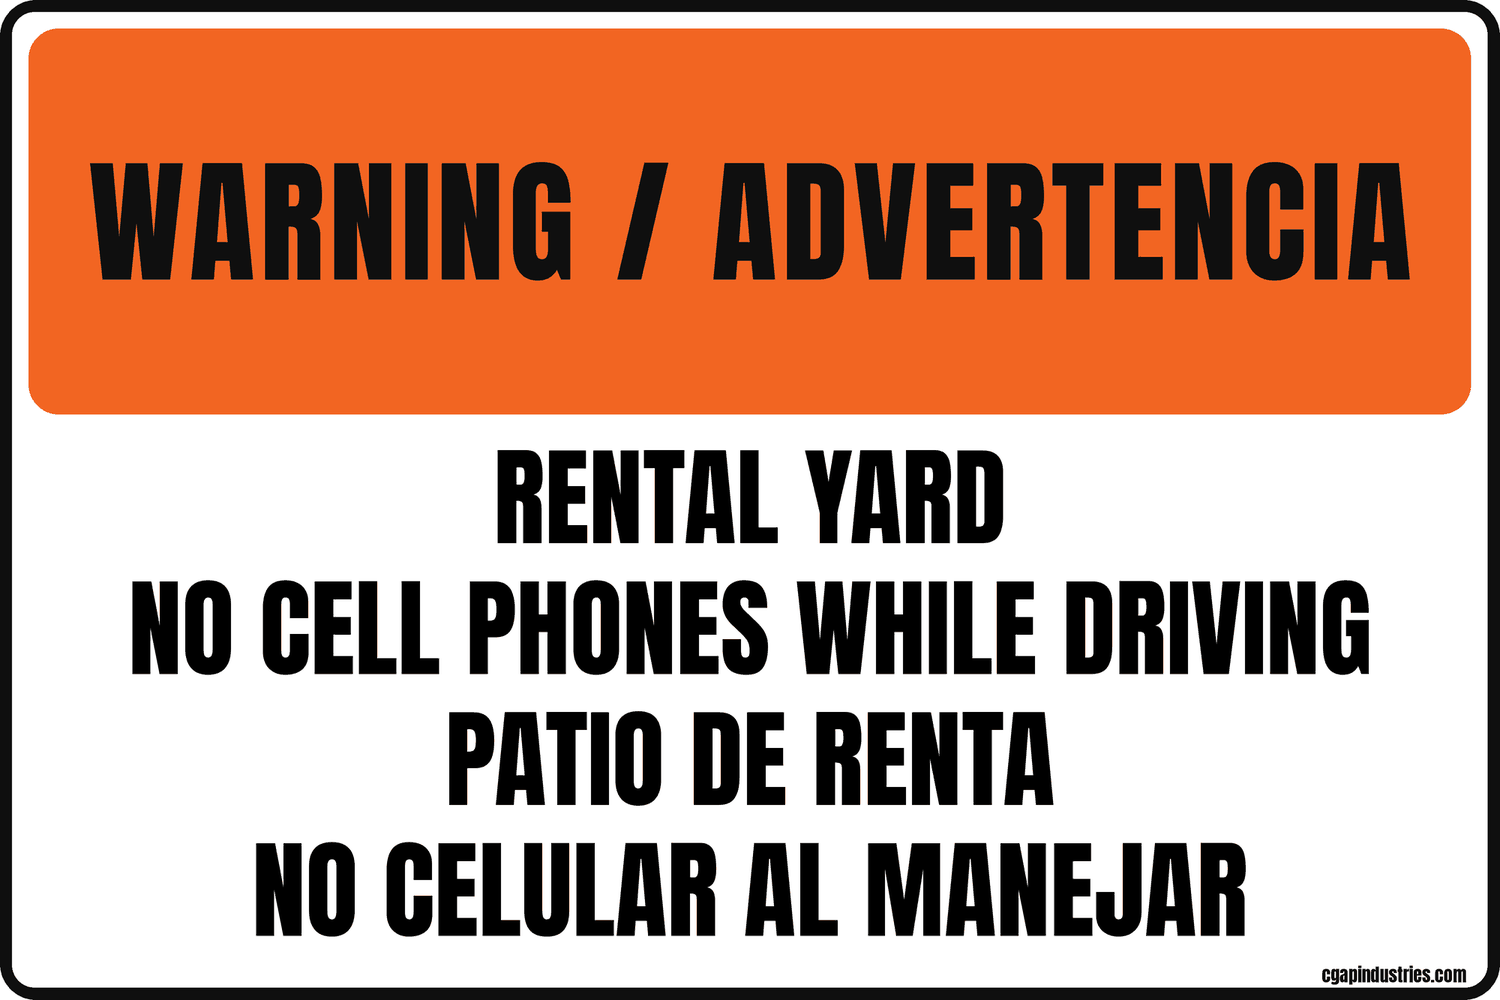 WARNING / ADVERTENCIA
RENTAL YARD
NO CELL PHONES WHILE DRIVING
PATIO DE RENTA
NO CELULAR AL MANEJAR
cgapindustries.com